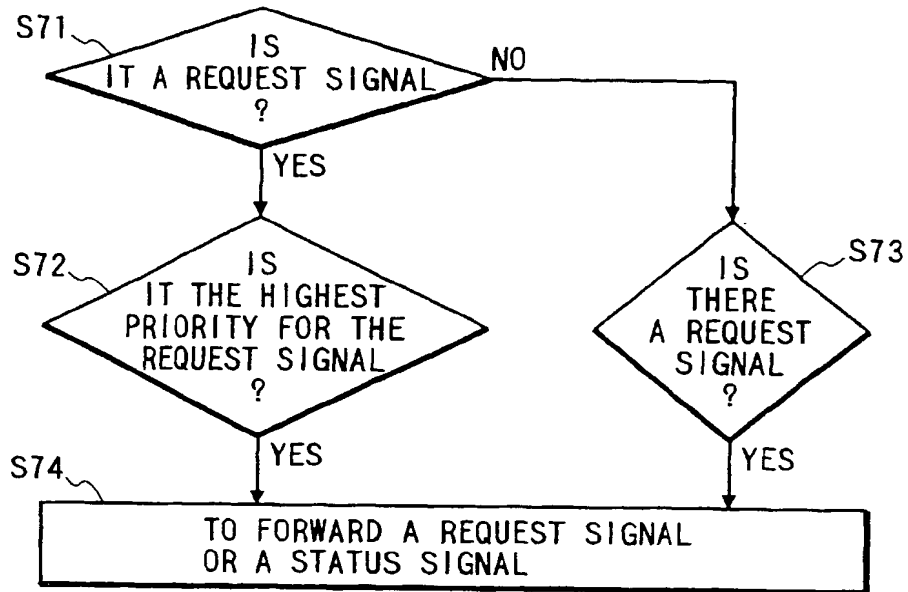 S71
IS
IT A REQUEST SIGNAL
?
NO
YES
S72
IS
IT THE HIGHEST
PRIORITY FOR THE
REQUEST SIGNAL
?
YES
S73
IS
THERE
A REQUEST
SIGNAL
?
YES
S74
TO FORWARD A REQUEST SIGNAL
OR A STATUS SIGNAL